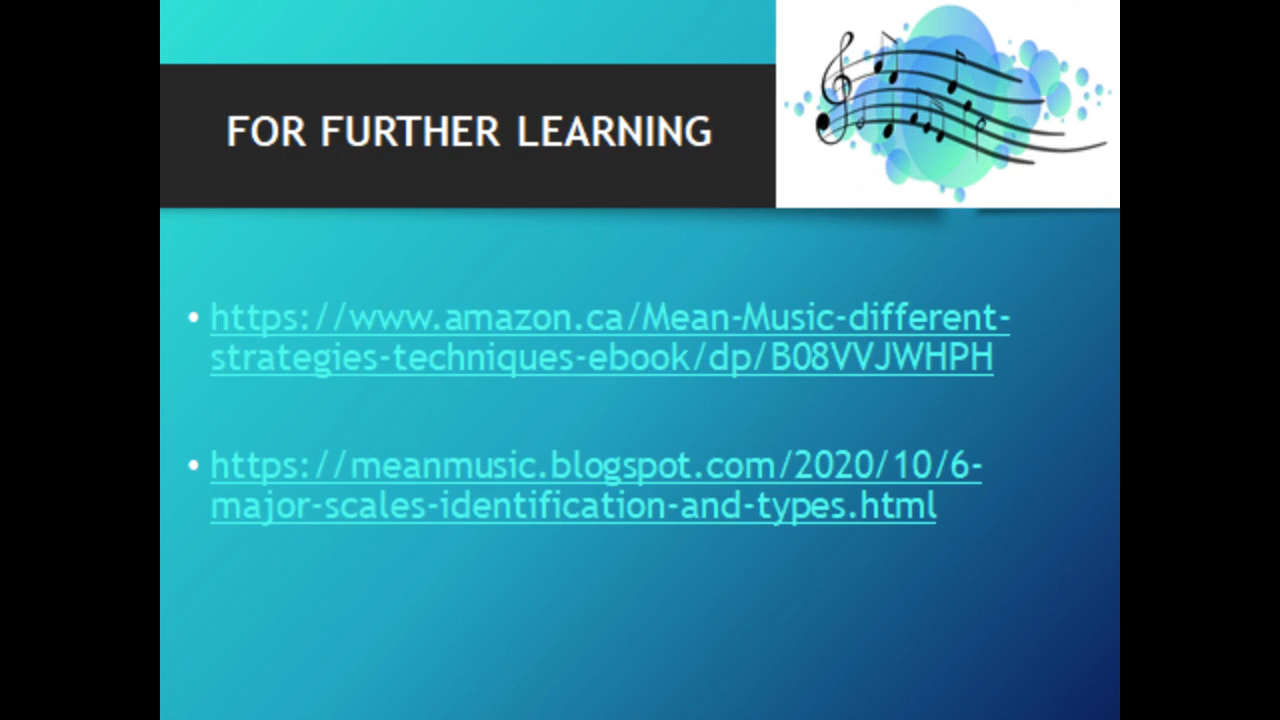 FOR FURTHER LEARNING
• https://www.amazon.ca/Mean-Music-different-
strategies-techniques-ebook/dp/B08VVJWHPH
• https://meanmusic.blogspot.com/2020/10/6-
major-scales-identification-and-types.html